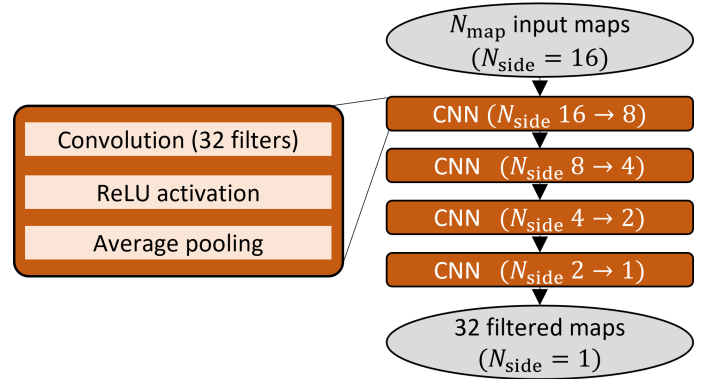 N_map input maps
(N_side = 16)
CNN (N_side 16 → 8)
CNN (N_side 8 → 4)
CNN (N_side 4 → 2)
CNN (N_side 2 → 1)
32 filtered maps
(N_side = 1)
Convolution (32 filters)
ReLU activation
Average pooling